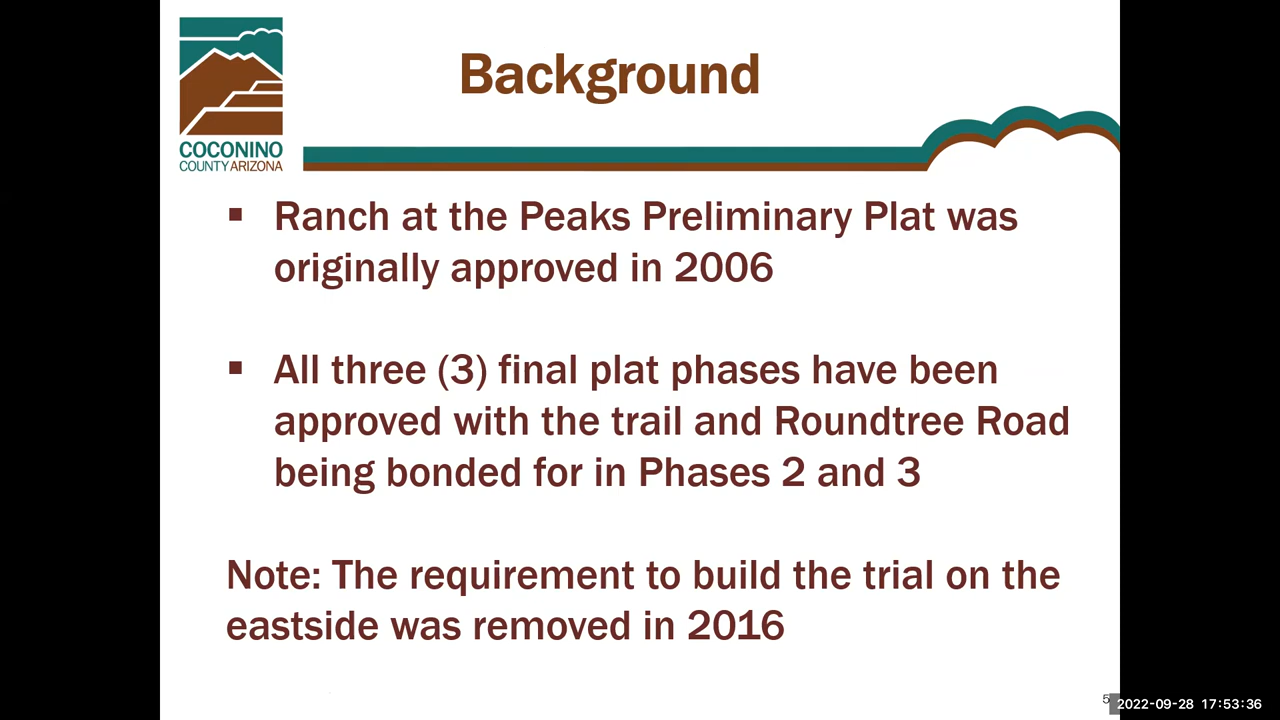 Background
COCONINO
COUNTY ARIZONA
▪ Ranch at the Peaks Preliminary Plat was
originally approved in 2006
▪ All three (3) final plat phases have been
approved with the trail and Roundtree Road
being bonded for in Phases 2 and 3
Note: The requirement to build the trial on the
eastside was removed in 2016
5
2022-09-28 17:53:36